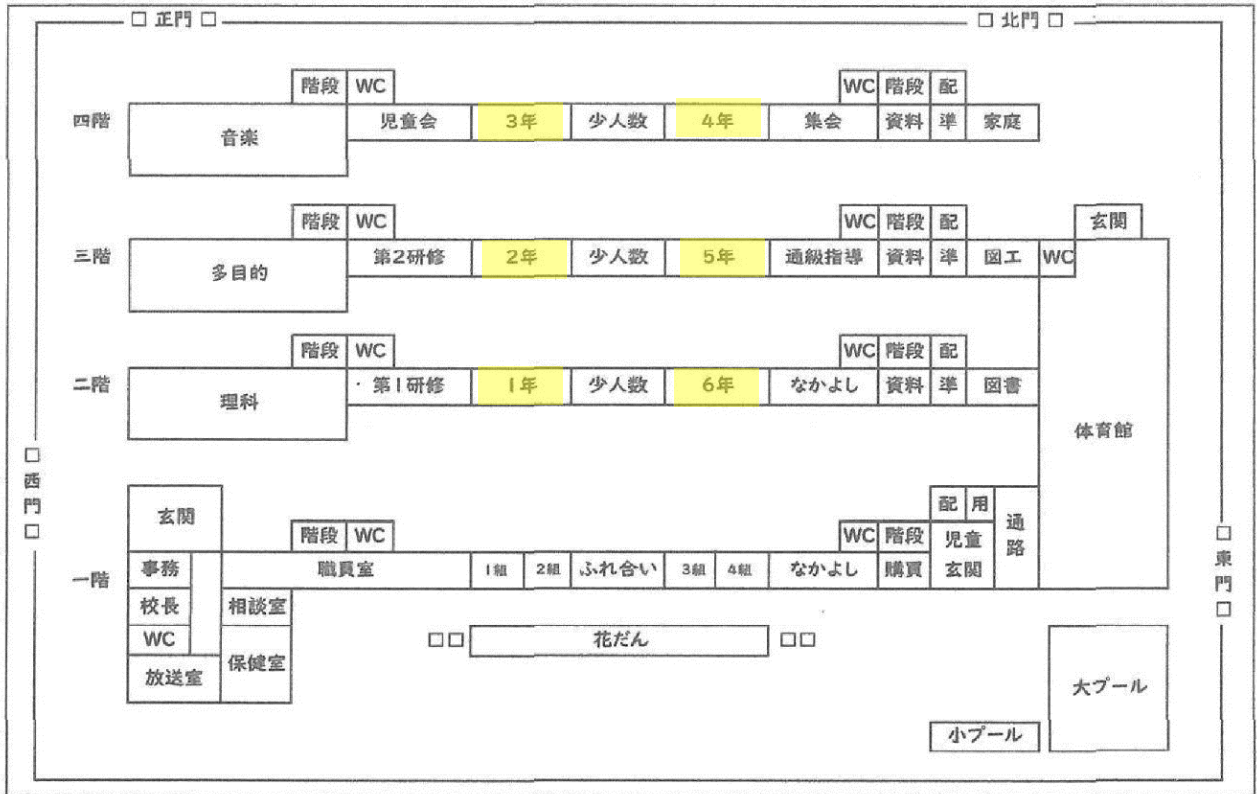 □ 正門 □ □ 北門 □
階段 WC WC 階段 配
四階 音楽 児童会 3年 少人数 4年 集会 資料 準 家庭
階段 WC WC 階段 配 玄関
三階 多目的 第2研修 2年 少人数 5年 通級指導 資料 準 図工 WC
階段 WC WC 階段 配
二階 理科 第1研修 1年 少人数 6年 なかよし 資料 準 図書
体育館
□西門□
玄関 配 用 通路
階段 WC WC 階段 児童玄関
一階 事務 職員室 1組 2組 ふれ合い 3組 4組 なかよし 購買
□東門□
校長 相談室
WC □□ 花だん □□
保健室
放送室 大プール
小プール